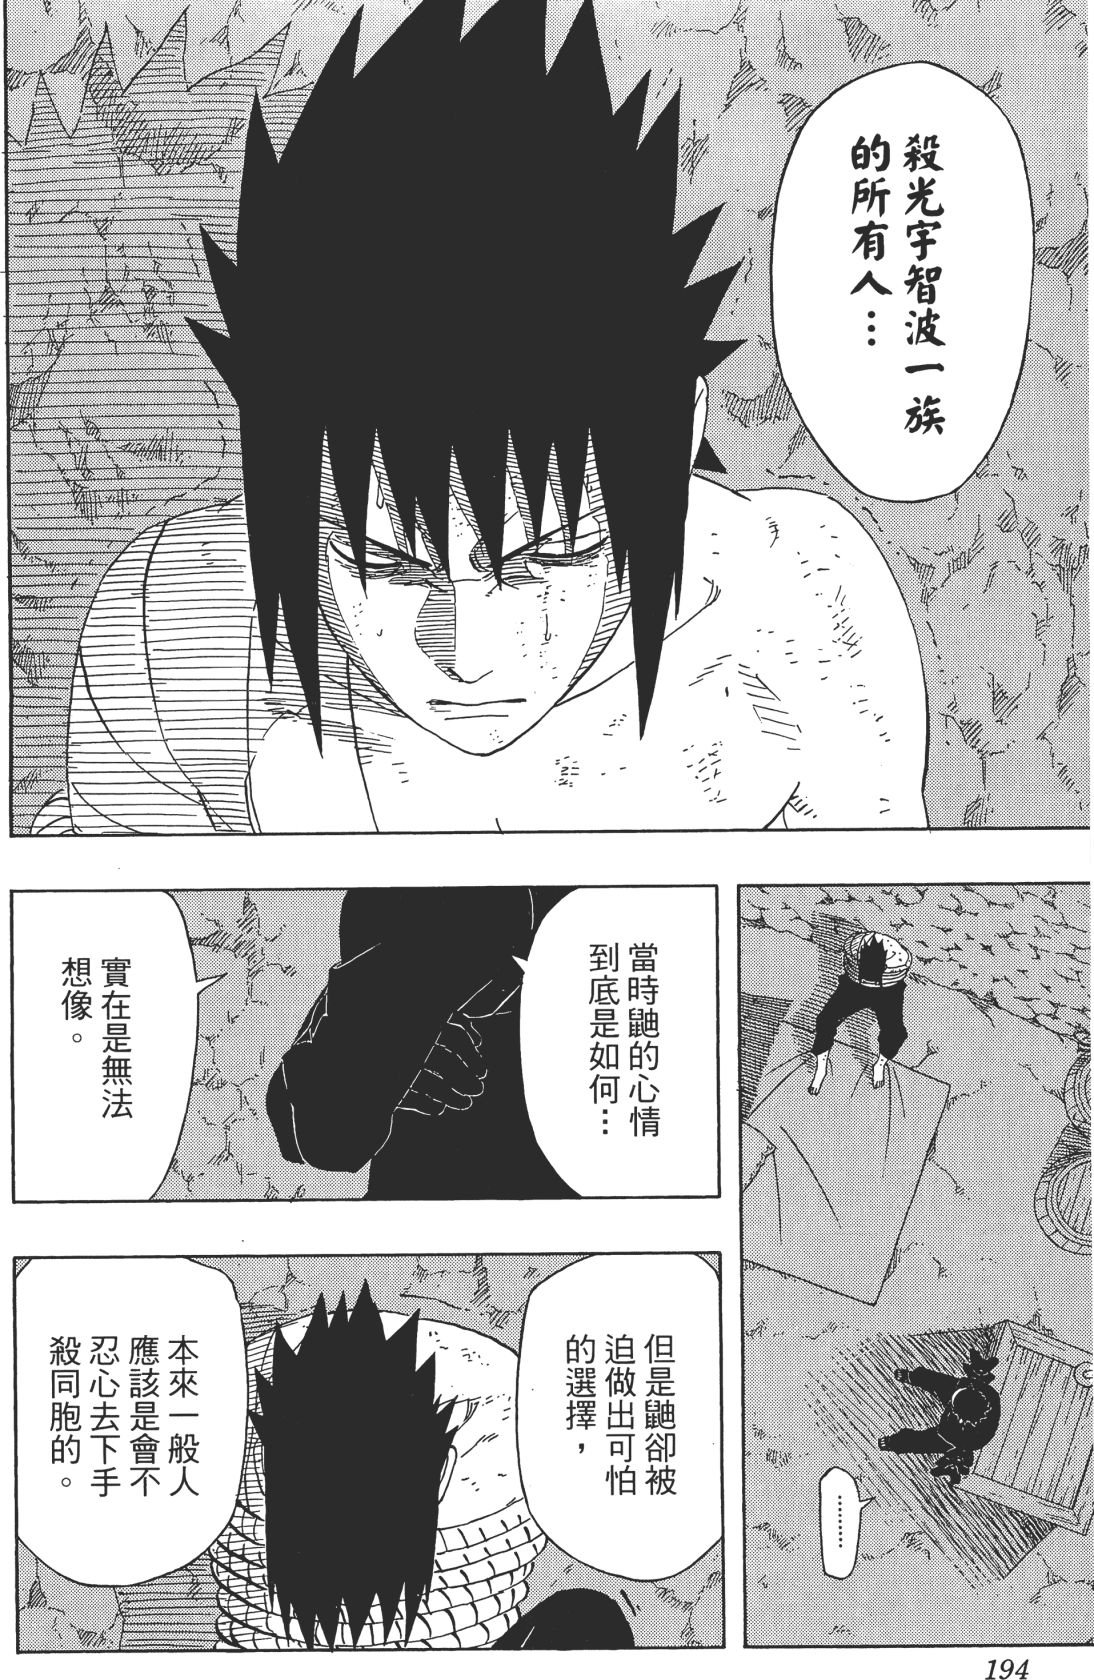 殺光宇智波一族
的所有人…
………
當時鼬的心情
到底是如何…
實在是無法
想像。
但是鼬卻被
迫做出可怕
的選擇，
本來一般人
應該是會不
忍心去下手
殺同胞的。
194